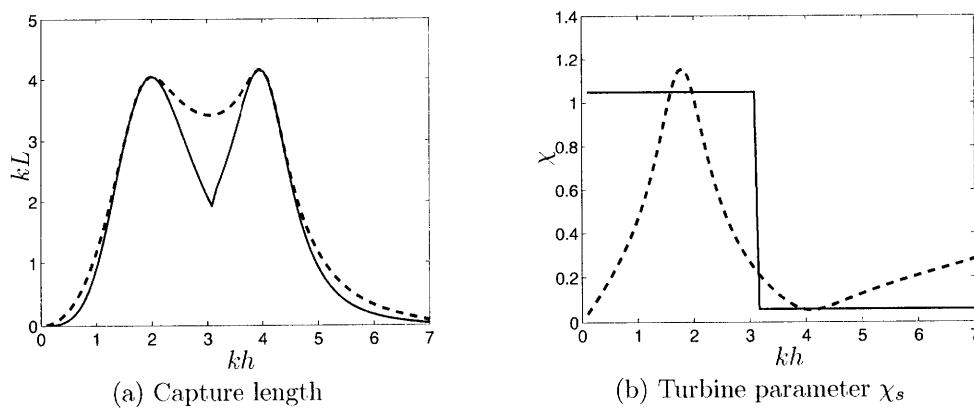 5
4
3
2
1
0
kL
0 1 2 3 4 5 6 7
kh
(a) Capture length
1.4
1.2
1
0.8
0.6
0.4
0.2
0
χ
0 1 2 3 4 5 6 7
kh
(b) Turbine parameter χₛ